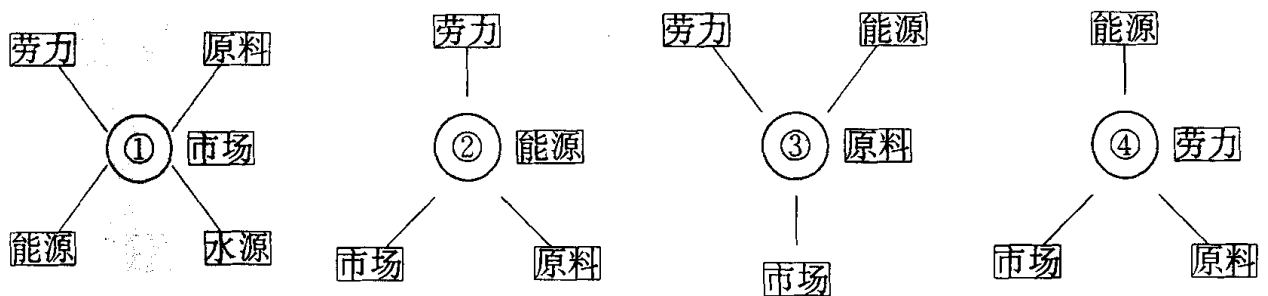 劳力 原料
① 市场
能源 水源
劳力
② 能源
市场 原料
劳力 能源
③ 原料
市场
能源
④ 劳力
市场 原料